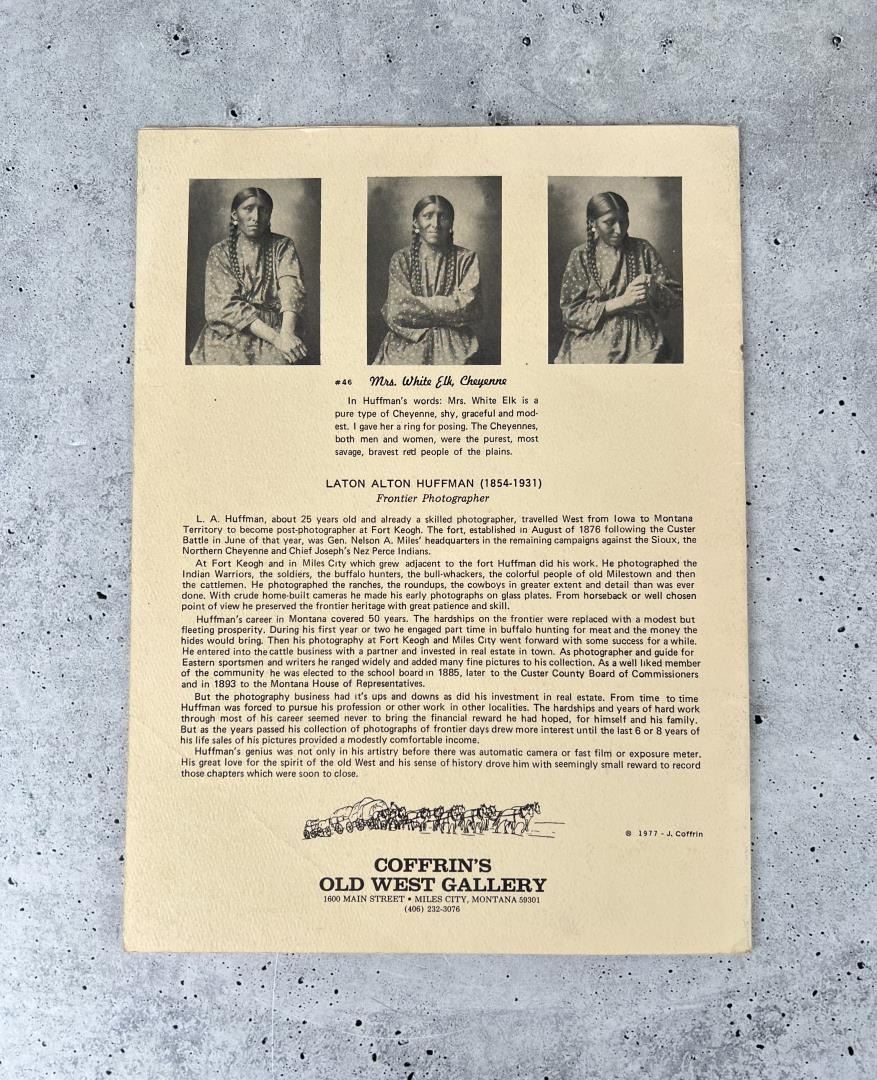 #46 Mrs. White Elk, Cheyenne
In Huffman's words: Mrs. White Elk is a
pure type of Cheyenne, shy, graceful and mod-
est. I gave her a ring for posing. The Cheyennes,
both men and women, were the purest, most
savage, bravest red people of the plains.
LATON ALTON HUFFMAN (1854-1931)
Frontier Photographer
L. A. Huffman, about 25 years old and already a skilled photographer, travelled West from Iowa to Montana
Territory to become post-photographer at Fort Keogh. The fort, established in August of 1876 following the Custer
Battle in June of that year, was Gen. Nelson A. Miles' headquarters in the remaining campaigns against the Sioux, the
Northern Cheyenne and Chief Joseph's Nez Perce Indians.
At Fort Keogh and in Miles City which grew adjacent to the fort Huffman did his work. He photographed the
Indian Warriors, the soldiers, the buffalo hunters, the bull-whackers, the colorful people of old Milestown and then
the cattlemen. He photographed the ranches, the roundups, the cowboys in greater extent and detail than was ever
done. With crude home-built cameras he made his early photographs on glass plates. From horseback or well chosen
point of view he preserved the frontier heritage with great patience and skill.
Huffman's career in Montana covered 50 years. The hardships on the frontier were replaced with a modest but
fleeting prosperity. During his first year or two he engaged part time in buffalo hunting for meat and the money the
hides would bring. Then his photography at Fort Keogh and Miles City went forward with some success for a while.
He entered into the cattle business with a partner and invested in real estate in town. As photographer and guide for
Eastern sportsmen and writers he ranged widely and added many fine pictures to his collection. As a well liked member
of the community he was elected to the school board in 1885, later to the Custer County Board of Commissioners
and in 1893 to the Montana House of Representatives.
But the photography business had it's ups and downs as did his investment in real estate. From time to time
Huffman was forced to pursue his profession or other work in other localities. The hardships and years of hard work
through most of his career seemed never to bring the financial reward he had hoped, for himself and his family.
But as the years passed his collection of photographs of frontier days drew more interest until the last 6 or 8 years of
his life sales of his pictures provided a modestly comfortable income.
Huffman's genius was not only in his artistry before there was automatic camera or fast film or exposure meter.
His great love for the spirit of the old West and his sense of history drove him with seemingly small reward to record
those chapters which were soon to close.
© 1977 - J. Coffrin
COFFRIN'S
OLD WEST GALLERY
1600 MAIN STREET • MILES CITY, MONTANA 59301
(406) 232-3076